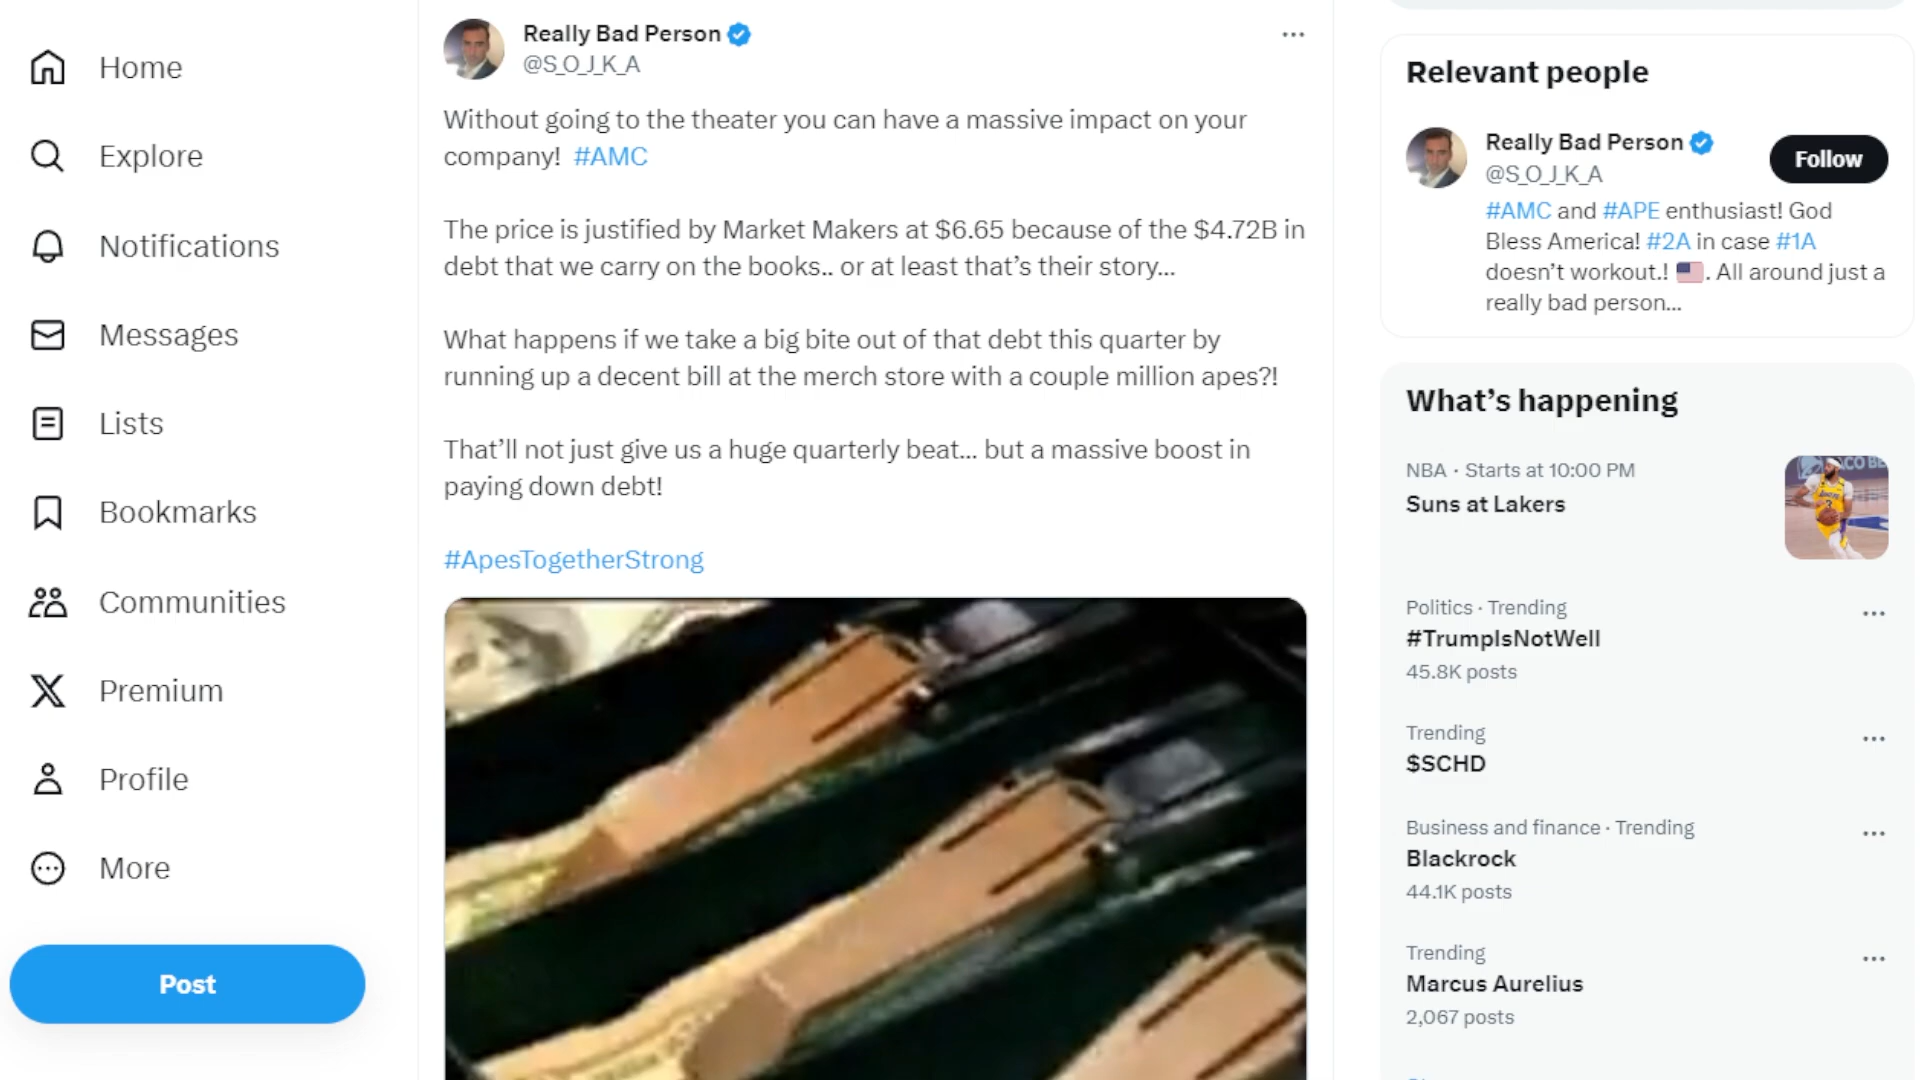 Home
Explore
Notifications
Messages
Lists
Bookmarks
Communities
Premium
Profile
More
Post
Really Bad Person
@S_O_J_K_A
Without going to the theater you can have a massive impact on your
company! #AMC
The price is justified by Market Makers at $6.65 because of the $4.72B in
debt that we carry on the books.. or at least that’s their story...
What happens if we take a big bite out of that debt this quarter by
running up a decent bill at the merch store with a couple million apes?!
That’ll not just give us a huge quarterly beat... but a massive boost in
paying down debt!
#ApesTogetherStrong
Relevant people
Really Bad Person
@S_O_J_K_A
Follow
#AMC and #APE enthusiast! God
Bless America! #2A in case #1A
doesn’t workout.! 🇺🇸. All around just a
really bad person...
What’s happening
NBA · Starts at 10:00 PM
Suns at Lakers
Politics · Trending
#TrumpIsNotWell
45.8K posts
Trending
$SCHD
Business and finance · Trending
Blackrock
44.1K posts
Trending
Marcus Aurelius
2,067 posts